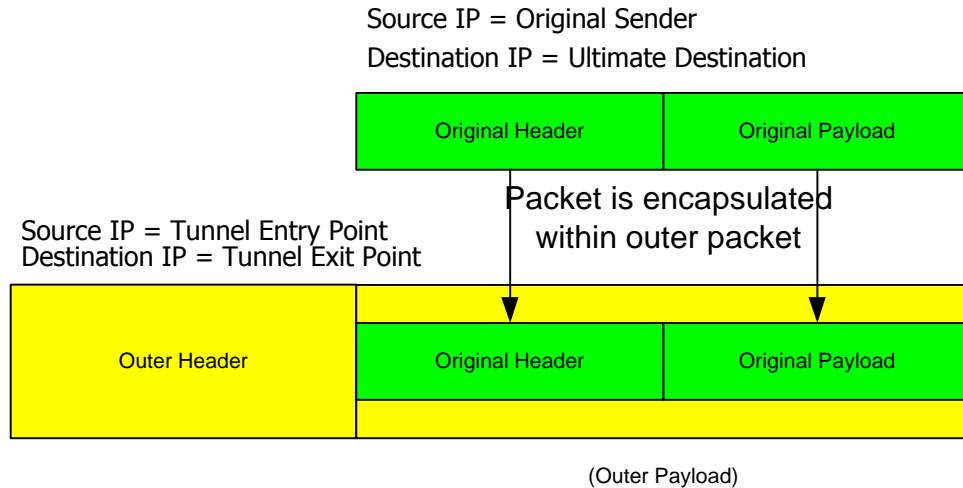 Source IP = Original Sender
Destination IP = Ultimate Destination
Original Header
Original Payload
Packet is encapsulated
within outer packet
Source IP = Tunnel Entry Point
Destination IP = Tunnel Exit Point
Outer Header
Original Header
Original Payload
(Outer Payload)